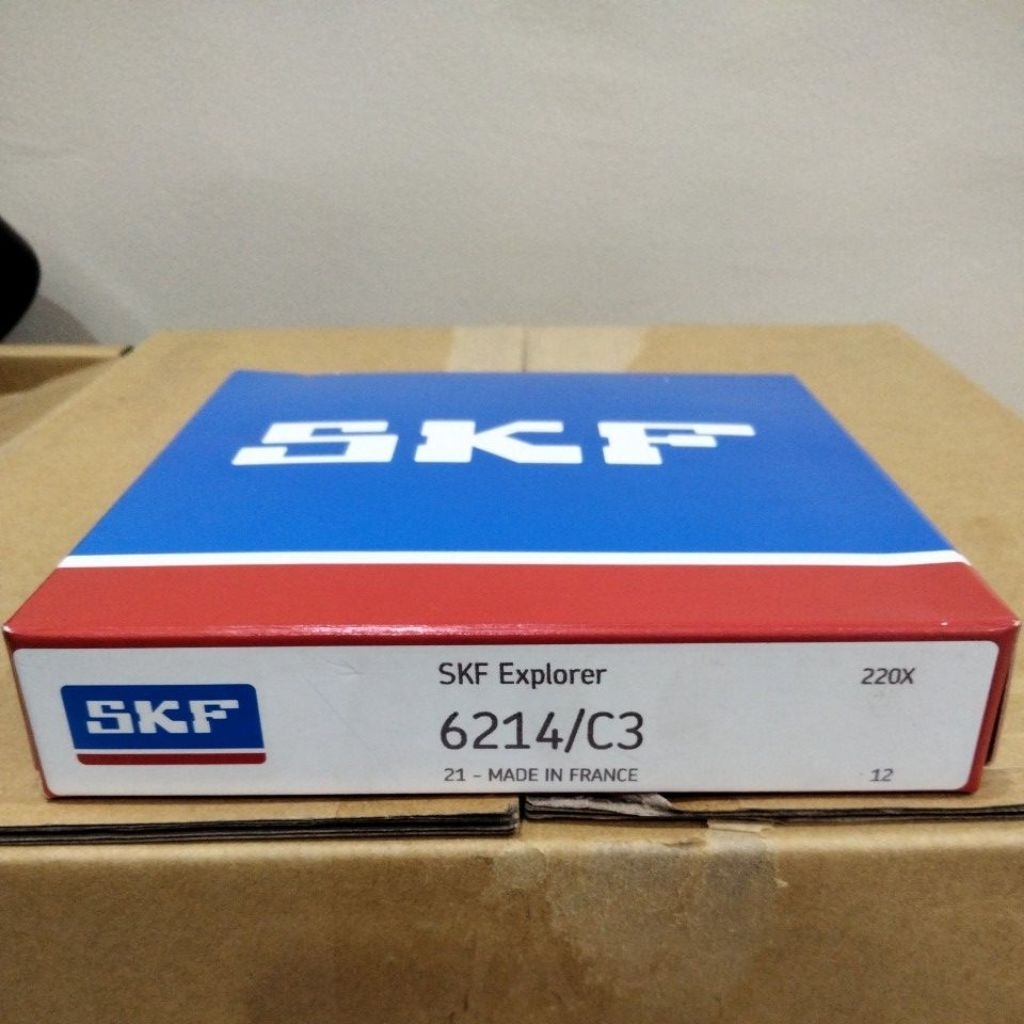 SKF
SKF
SKF Explorer
220X
6214/C3
21 - MADE IN FRANCE
12